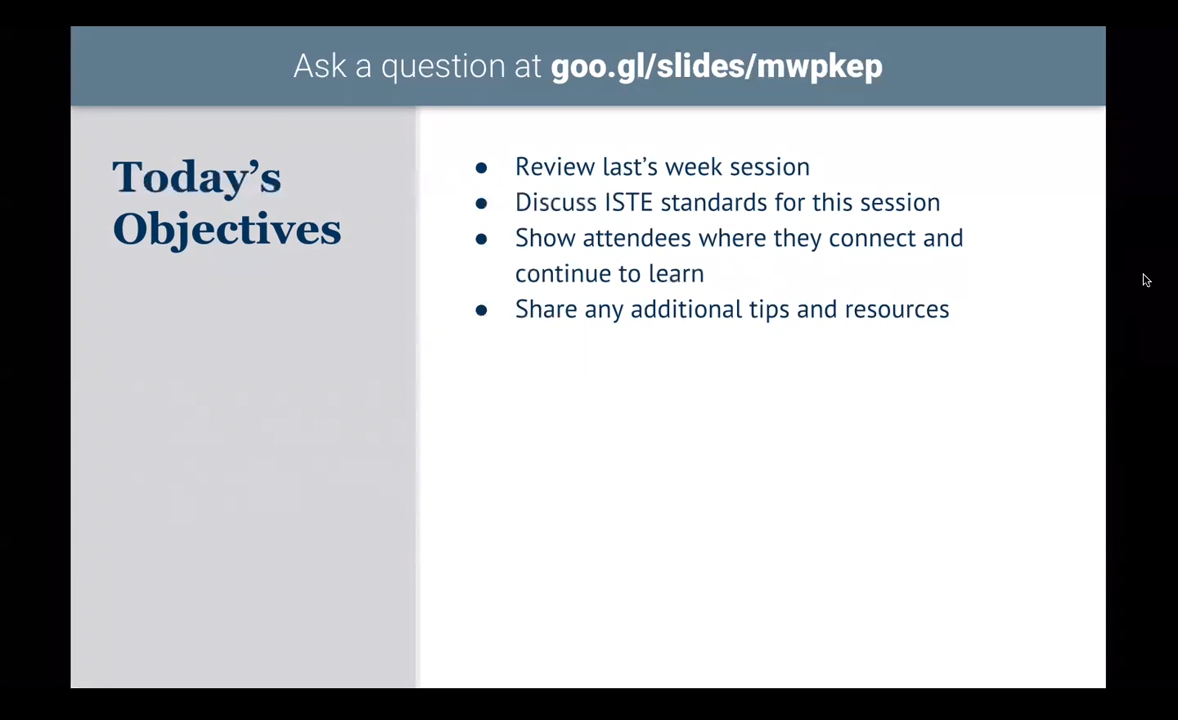 Ask a question at goo.gl/slides/mwpkep
Today's
Objectives
● Review last's week session
● Discuss ISTE standards for this session
● Show attendees where they connect and
continue to learn
● Share any additional tips and resources